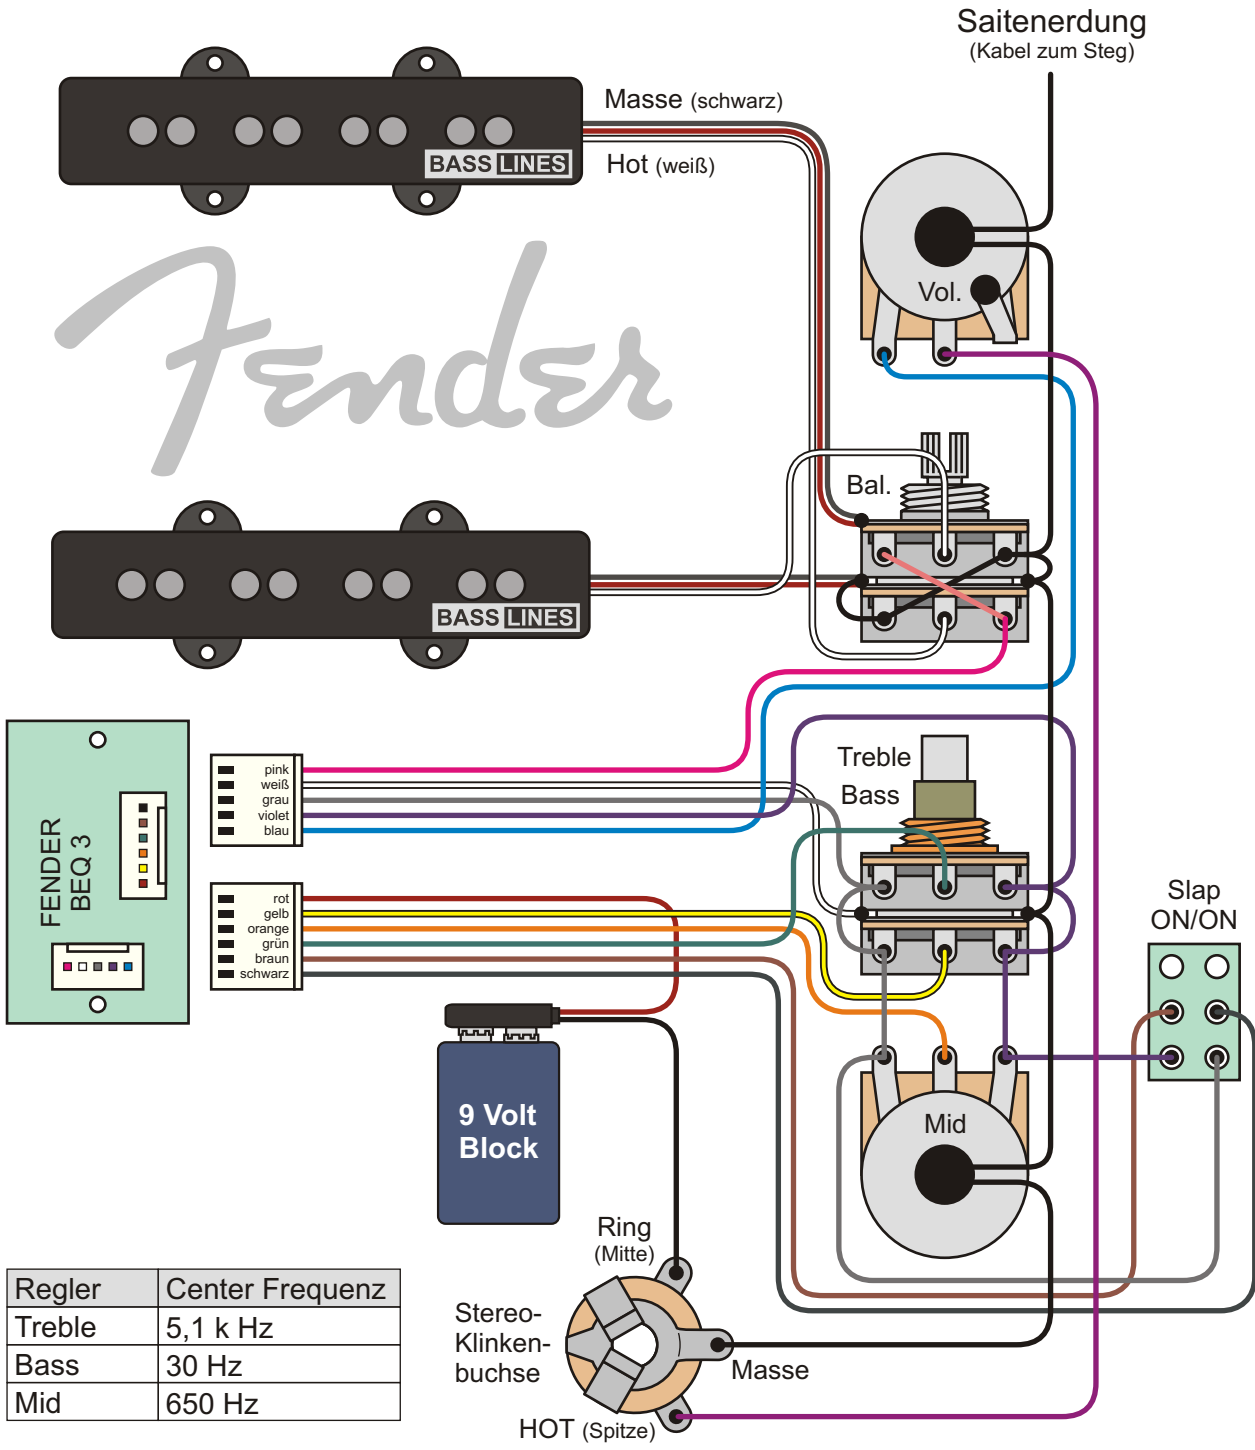 Saitenerdung
(Kabel zum Steg)
Masse (schwarz)
BASS LINES
Hot (weiß)
Fender
Vol.
Bal.
BASS LINES
Treble
Bass
FENDER
BEQ 3
pink
weiß
grau
violet
blau
rot
gelb
orange
grün
braun
schwarz
Slap
ON/ON
9 Volt
Block
Mid
Ring
(Mitte)
Stereo-
Klinken-
buchse
Masse
HOT (Spitze)
Regler Center Frequenz
Treble 5,1 k Hz
Bass 30 Hz
Mid 650 Hz